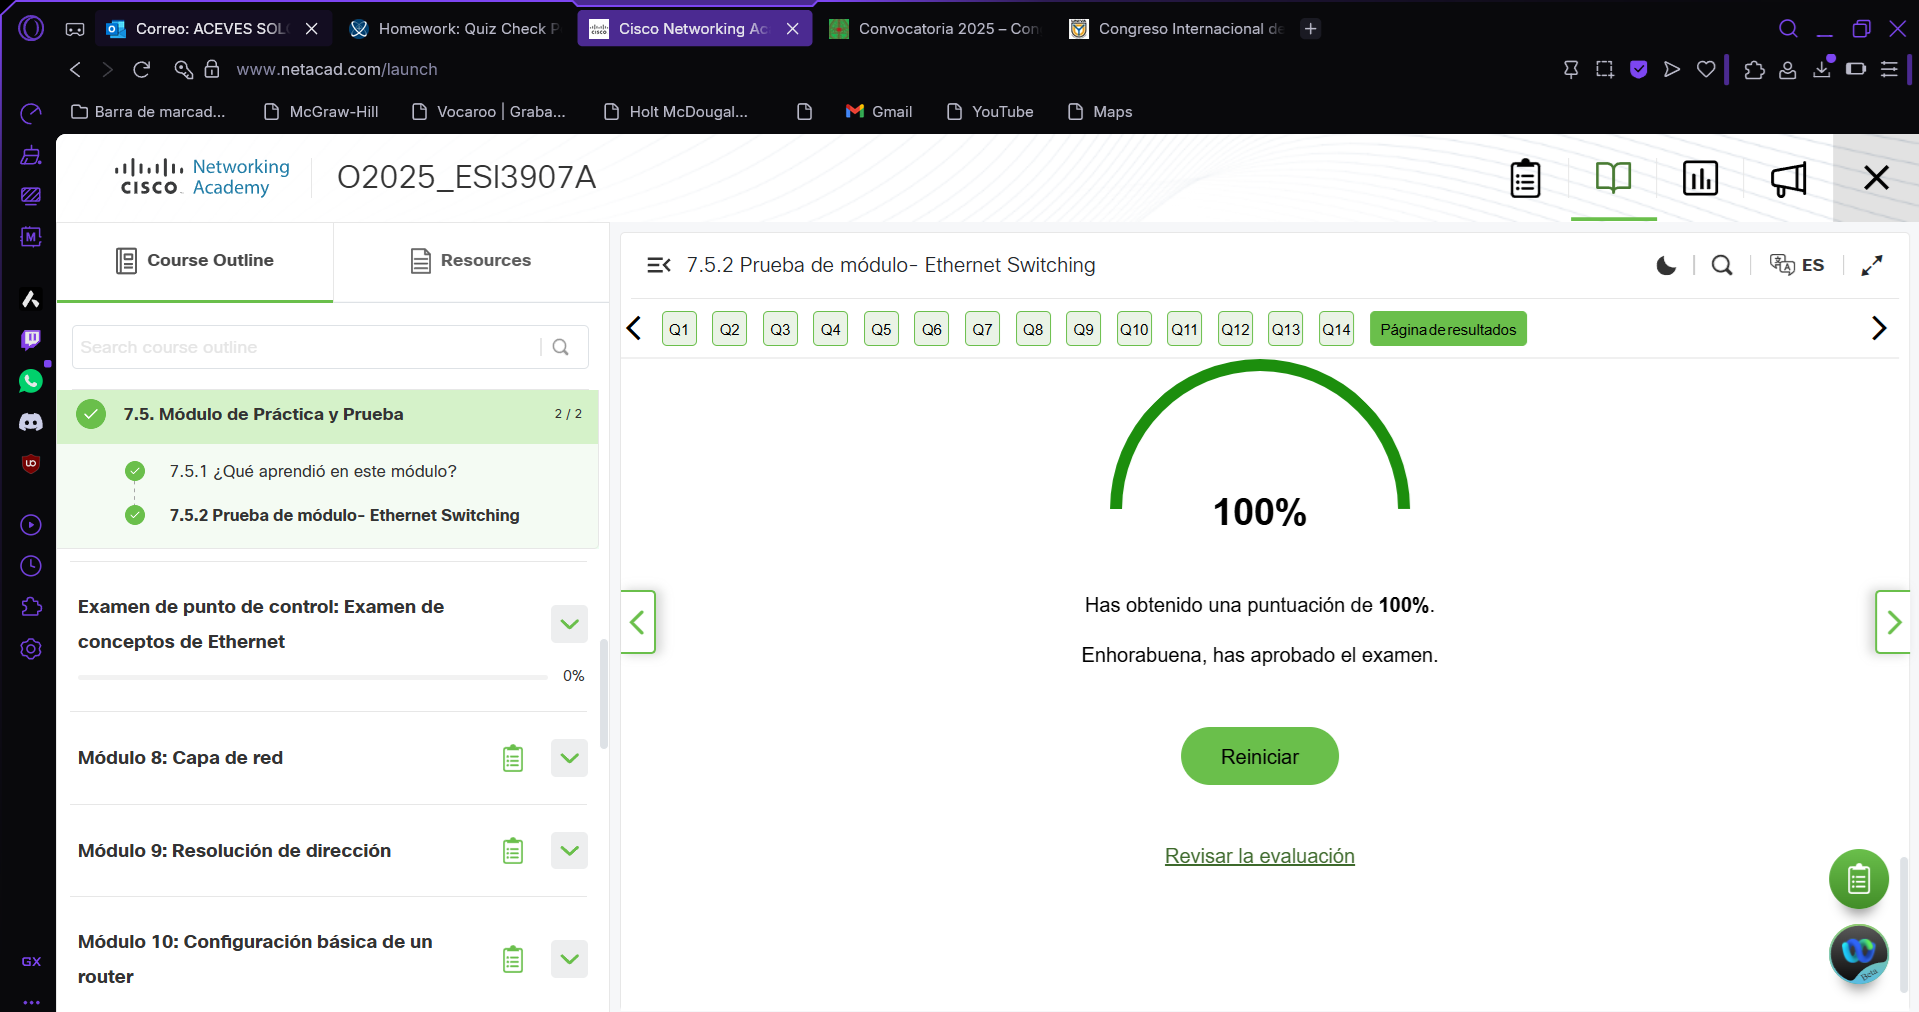 Correo: ACEVES SOL
Homework: Quiz Check P
Cisco Networking Ac
Convocatoria 2025 – Con
Congreso Internacional de
www.netacad.com/launch
Barra de marcad...
McGraw-Hill
Vocaroo | Graba...
Holt McDougal...
Gmail
YouTube
Maps
CISCO
Networking
Academy
O2025_ESI3907A
Course Outline
Resources
Search course outline
7.5. Módulo de Práctica y Prueba
2 / 2
7.5.1 ¿Qué aprendió en este módulo?
7.5.2 Prueba de módulo- Ethernet Switching
Examen de punto de control: Examen de
conceptos de Ethernet
0%
Módulo 8: Capa de red
Módulo 9: Resolución de dirección
Módulo 10: Configuración básica de un
router
GX
7.5.2 Prueba de módulo- Ethernet Switching
ES
Q1 Q2 Q3 Q4 Q5 Q6 Q7 Q8 Q9 Q10 Q11 Q12 Q13 Q14 Página de resultados
100%
Has obtenido una puntuación de 100%.
Enhorabuena, has aprobado el examen.
Reiniciar
Revisar la evaluación
Beta